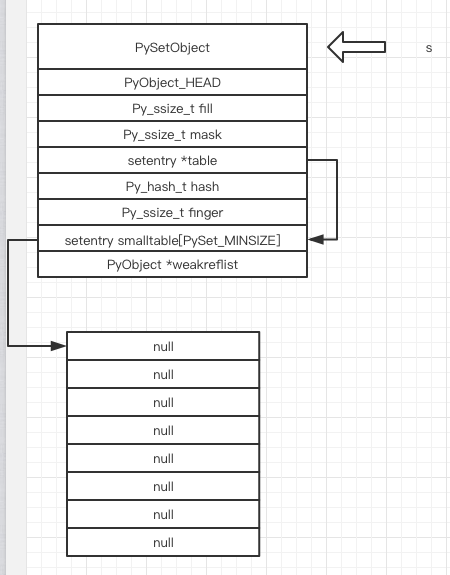 PySetObject
s
PyObject_HEAD
Py_ssize_t fill
Py_ssize_t mask
setentry *table
Py_hash_t hash
Py_ssize_t finger
setentry smalltable[PySet_MINSIZE]
PyObject *weakreflist
null
null
null
null
null
null
null
null